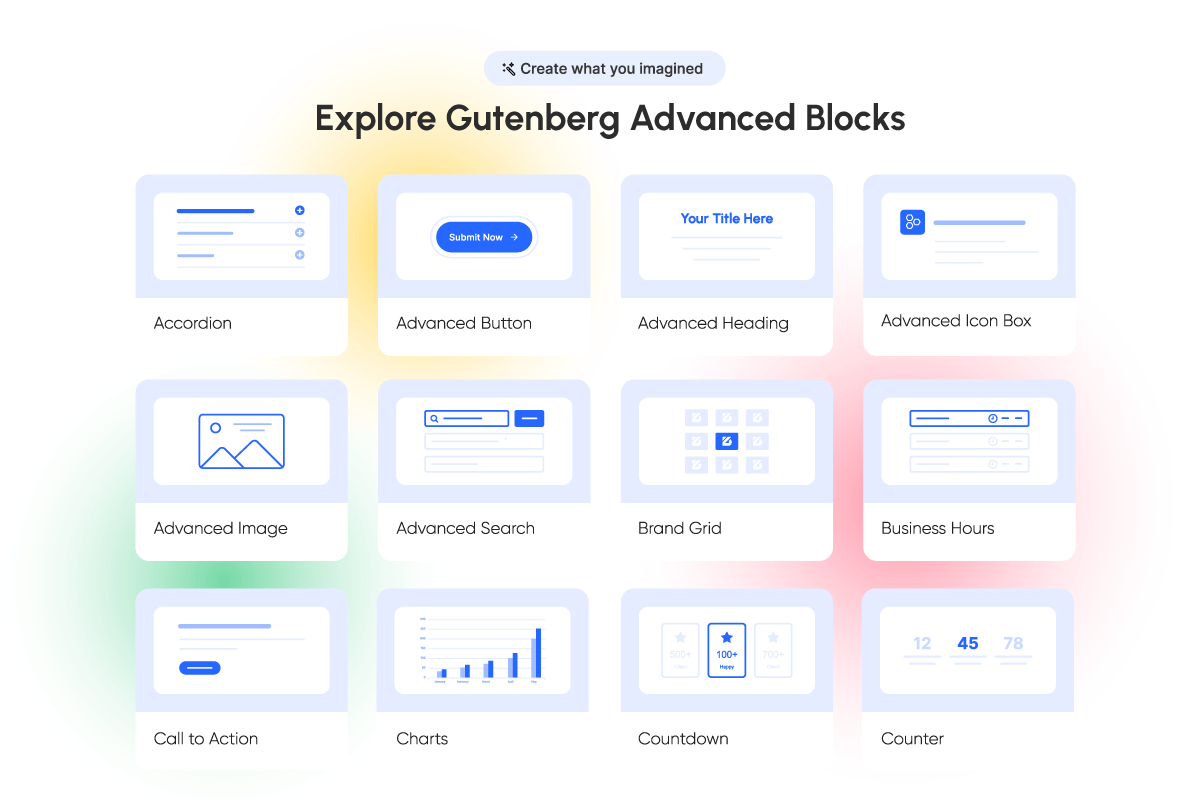 Create what you imagined
Explore Gutenberg Advanced Blocks
Submit Now
Your Title Here
Accordion
Advanced Button
Advanced Heading
Advanced Icon Box
Advanced Image
Advanced Search
Brand Grid
Business Hours
500+
100+
700+
Happy
12
45
78
Call to Action
Charts
Countdown
Counter